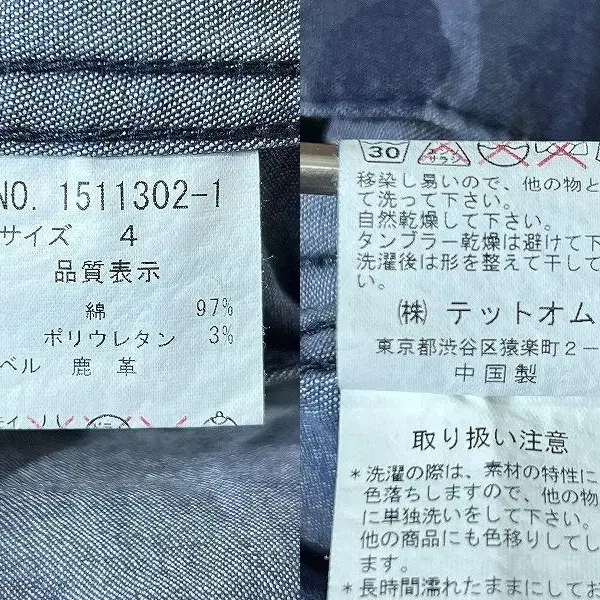 NO. 1511302-1
サイズ 4
品質表示
綿 97%
ポリウレタン 3%
ベル 鹿 革
30 サラシ
移染し易いので、他の物と
て洗って下さい。
自然乾燥して下さい。
タンブラー乾燥は避けて下
洗濯後は形を整えて干して
い。
㈱ テットオム
東京都渋谷区猿楽町2-
中国製
取り扱い注意
*洗濯の際は、素材の特性に
色落ちしますので、他の物
に単独洗いをして下さい。
他の商品にも色移りしてし
ます。
*長時間濡れたままにしてお